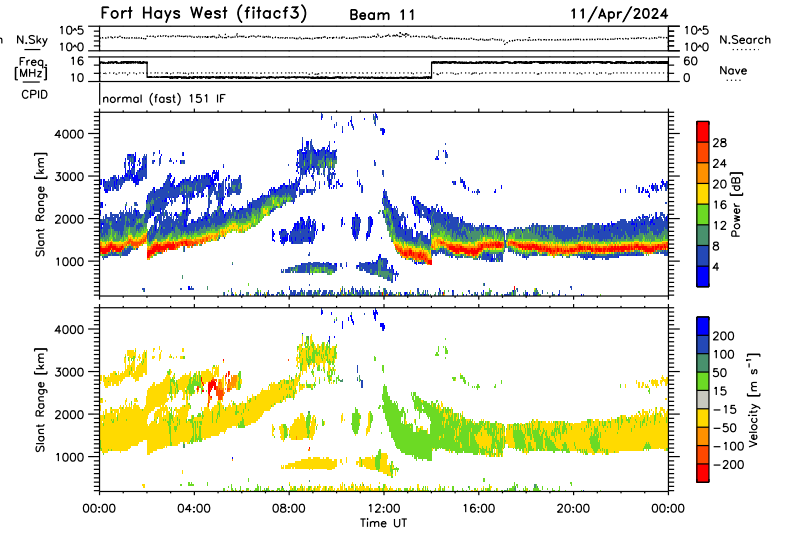 Fort Hays West (fitacf3) Beam 11 11/Apr/2024
N.Sky 10^5 10^0 10^5 10^0 N.Search
Freq. [MHz] 16 10 60 0 Nave
CPID normal (fast) 151 IF
Slant Range [km] 4000 3000 2000 1000
28 24 20 16 12 8 4 Power [dB]
Slant Range [km] 4000 3000 2000 1000
200 100 50 15 −15 −50 −100 −200 Velocity [m s⁻¹]
00:00 04:00 08:00 12:00 16:00 20:00 00:00
Time UT